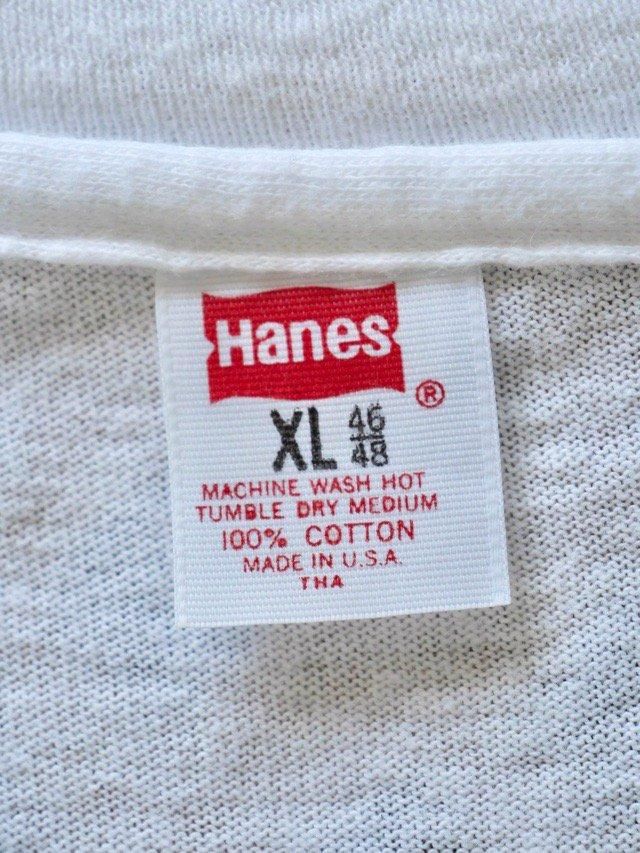 Hanes
®
XL 46/48
MACHINE WASH HOT
TUMBLE DRY MEDIUM
100% COTTON
MADE IN U.S.A.
THA